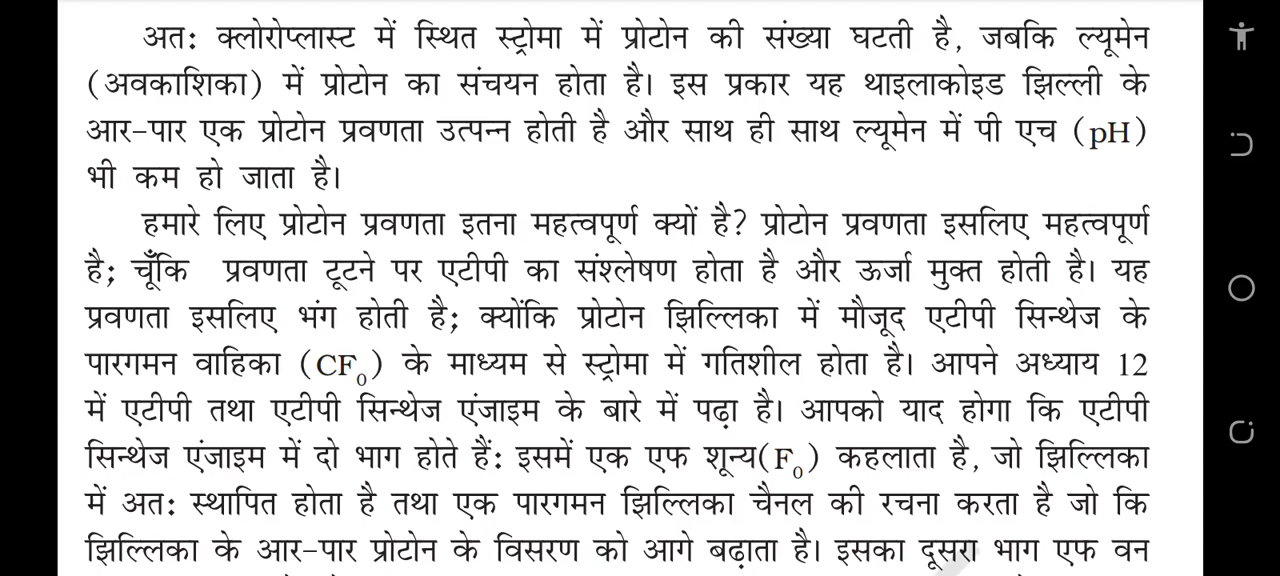 अत: क्लोरोप्लास्ट में स्थित स्ट्रोमा में प्रोटोन की संख्या घटती है, जबकि ल्यूमेन
(अवकाशिका) में प्रोटोन का संचयन होता है। इस प्रकार यह थाइलाकोइड झिल्ली के
आर-पार एक प्रोटोन प्रवणता उत्पन्न होती है और साथ ही साथ ल्यूमेन में पी एच (pH)
भी कम हो जाता है।
हमारे लिए प्रोटोन प्रवणता इतना महत्वपूर्ण क्यों है? प्रोटोन प्रवणता इसलिए महत्वपूर्ण
है; चूँकि प्रवणता टूटने पर एटीपी का संश्लेषण होता है और ऊर्जा मुक्त होती है। यह
प्रवणता इसलिए भंग होती है; क्योंकि प्रोटोन झिल्लिका में मौजूद एटीपी सिन्थेज के
पारगमन वाहिका (CF₀) के माध्यम से स्ट्रोमा में गतिशील होता है। आपने अध्याय 12
में एटीपी तथा एटीपी सिन्थेज एंजाइम के बारे में पढ़ा है। आपको याद होगा कि एटीपी
सिन्थेज एंजाइम में दो भाग होते हैं: इसमें एक एफ शून्य(F₀) कहलाता है, जो झिल्लिका
में अत: स्थापित होता है तथा एक पारगमन झिल्लिका चैनल की रचना करता है जो कि
झिल्लिका के आर-पार प्रोटोन के विसरण को आगे बढ़ाता है। इसका दूसरा भाग एफ वन